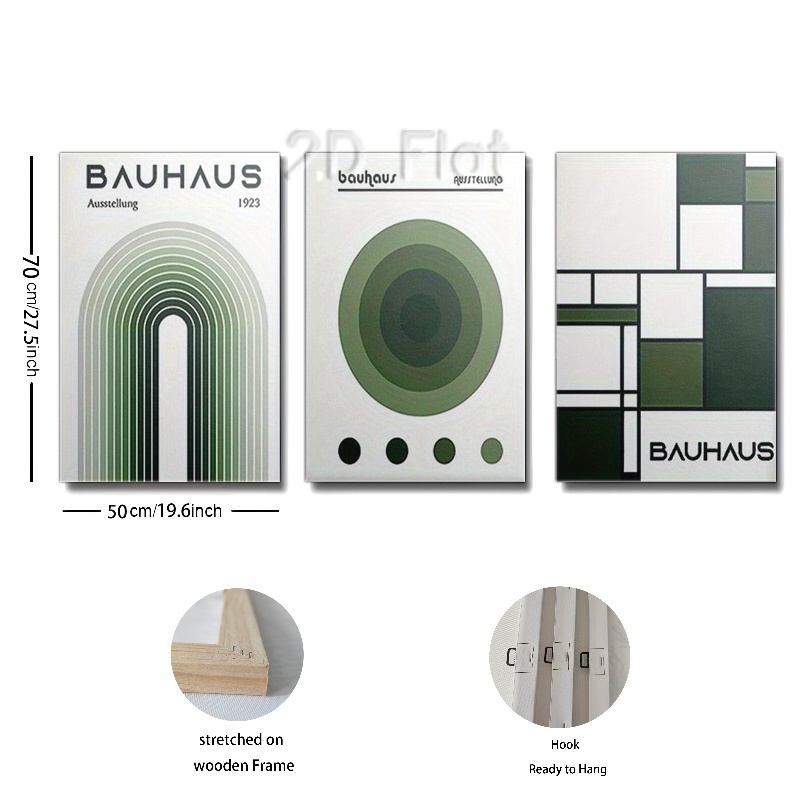 2D Flat
BAUHAUS
Ausstellung 1923
bauhaus AUSSTELLUNG
BAUHAUS
70 cm/27.5inch
50cm/19.6inch
stretched on
wooden Frame
Hook
Ready to Hang